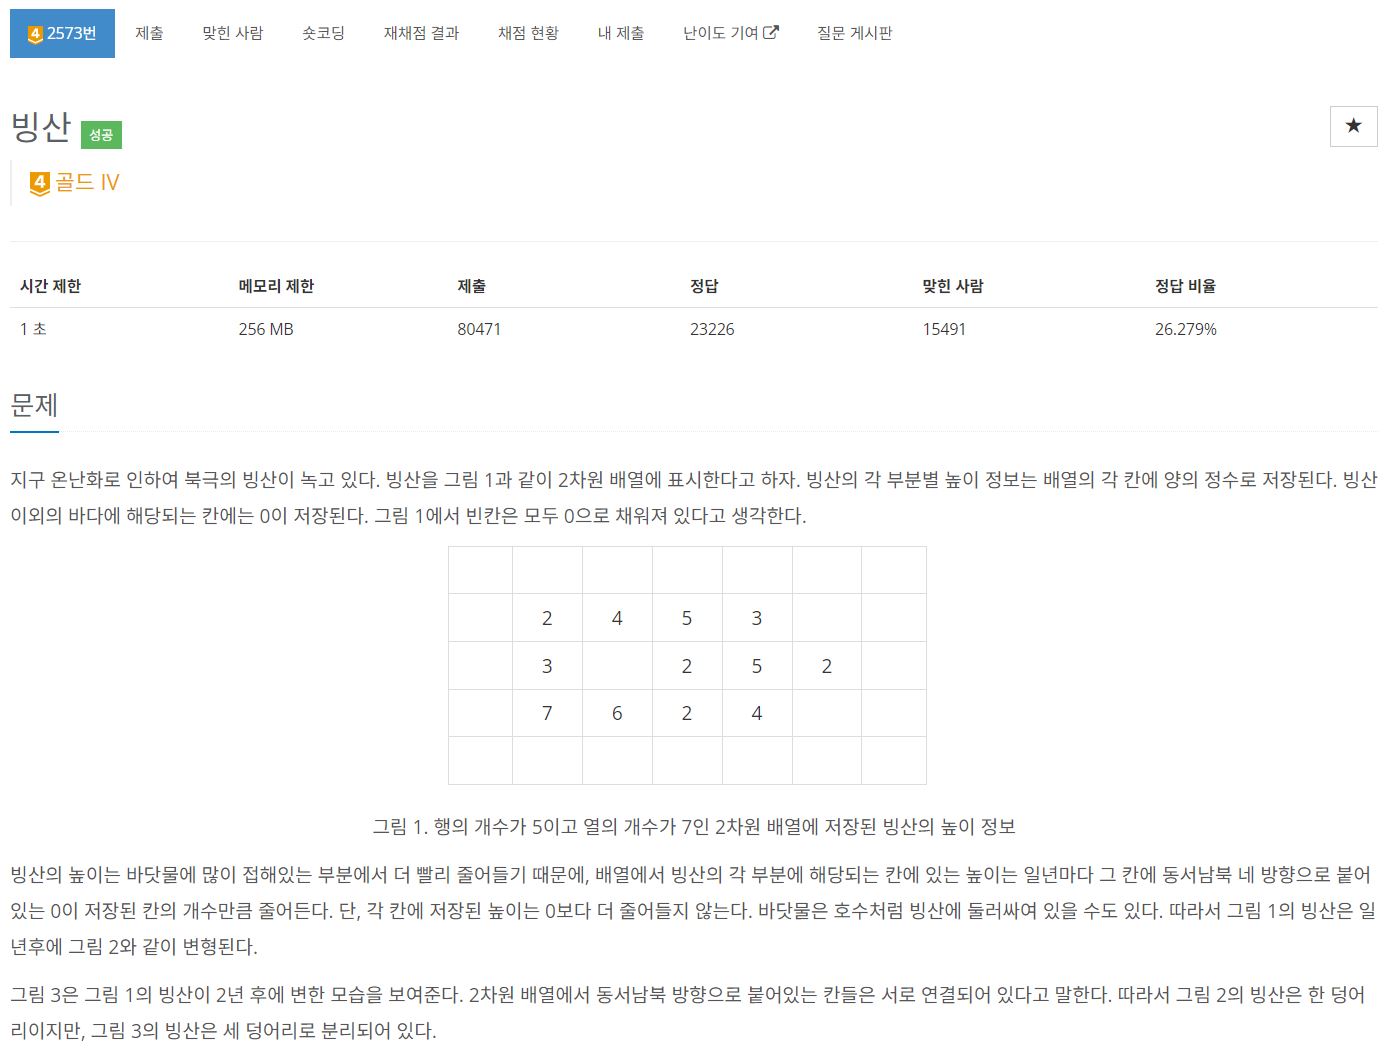 4 2573번 제출 맞힌 사람 숏코딩 재채점 결과 채점 현황 내 제출 난이도 기여 질문 게시판
빙산 성공
4 골드 IV
시간 제한 메모리 제한 제출 정답 맞힌 사람 정답 비율
1 초 256 MB 80471 23226 15491 26.279%
문제
지구 온난화로 인하여 북극의 빙산이 녹고 있다. 빙산을 그림 1과 같이 2차원 배열에 표시한다고 하자. 빙산의 각 부분별 높이 정보는 배열의 각 칸에 양의 정수로 저장된다. 빙산
이외의 바다에 해당되는 칸에는 0이 저장된다. 그림 1에서 빈칸은 모두 0으로 채워져 있다고 생각한다.
2 4 5 3
3 2 5 2
7 6 2 4
그림 1. 행의 개수가 5이고 열의 개수가 7인 2차원 배열에 저장된 빙산의 높이 정보
빙산의 높이는 바닷물에 많이 접해있는 부분에서 더 빨리 줄어들기 때문에, 배열에서 빙산의 각 부분에 해당되는 칸에 있는 높이는 일년마다 그 칸에 동서남북 네 방향으로 붙어
있는 0이 저장된 칸의 개수만큼 줄어든다. 단, 각 칸에 저장된 높이는 0보다 더 줄어들지 않는다. 바닷물은 호수처럼 빙산에 둘러싸여 있을 수도 있다. 따라서 그림 1의 빙산은 일
년후에 그림 2와 같이 변형된다.
그림 3은 그림 1의 빙산이 2년 후에 변한 모습을 보여준다. 2차원 배열에서 동서남북 방향으로 붙어있는 칸들은 서로 연결되어 있다고 말한다. 따라서 그림 2의 빙산은 한 덩어
리이지만, 그림 3의 빙산은 세 덩어리로 분리되어 있다.